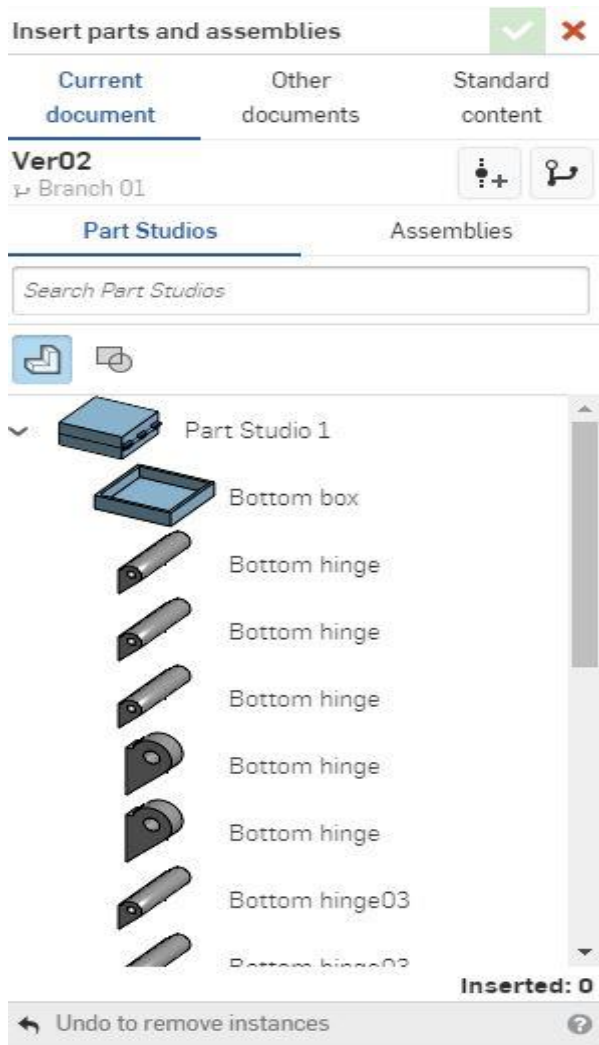 Insert parts and assemblies
Current document
Other documents
Standard content
Ver02
Branch 01
Part Studios
Assemblies
Search Part Studios
Part Studio 1
Bottom box
Bottom hinge
Bottom hinge
Bottom hinge
Bottom hinge
Bottom hinge
Bottom hinge03
Bottom hinge03
Inserted: 0
Undo to remove instances